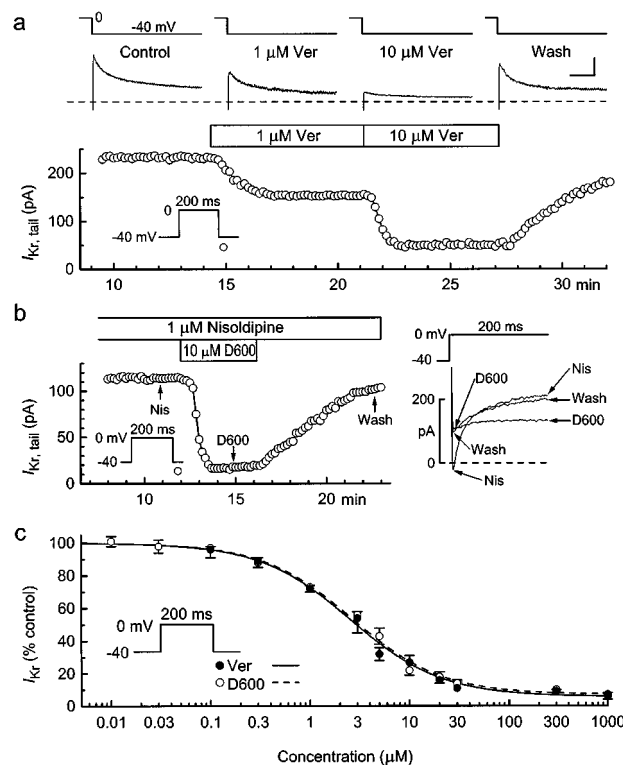 a
0
-40 mV
Control
1 µM Ver
10 µM Ver
Wash
1 µM Ver
10 µM Ver
I Kr, tail (pA)
200
100
0
200 ms
0
-40 mV
10
15
20
25
30 min
b
1 µM Nisoldipine
10 µM D600
I Kr, tail (pA)
100
50
0
Nis
D600
Wash
200 ms
0 mV
-40
10
15
20 min
0 mV
200 ms
-40
D600
Nis
Wash
D600
200
pA
0
Wash
Nis
c
I Kr (% control)
100
80
60
40
20
0
200 ms
0 mV
-40
Ver
D600
0.01
0.03
0.1
0.3
1
3
10
30
100
300
1000
Concentration (µM)